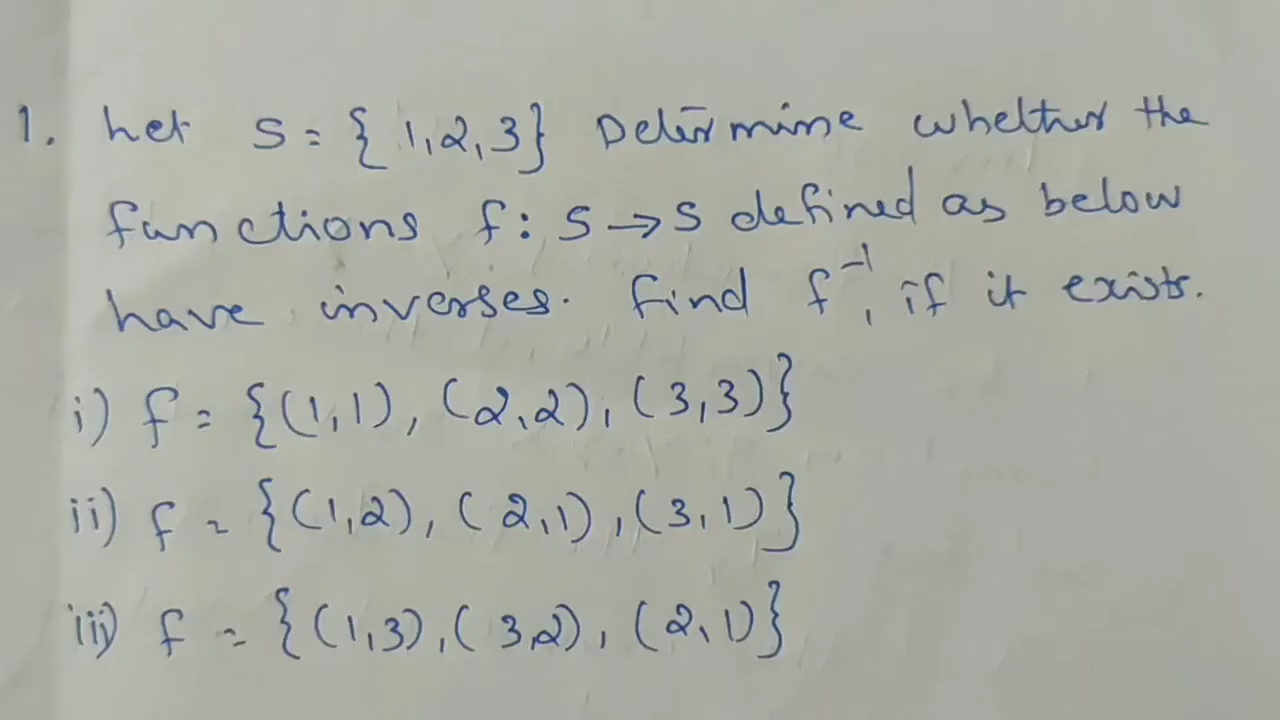 1. Let S = { 1, 2, 3} Determine whether the
functions f: S → S defined as below
have inverses. Find f⁻¹, if it exists.
i) f = {(1,1), (2,2), (3,3)}
ii) f = {(1,2), (2,1), (3,1)}
iii) f = {(1,3), (3,2), (2,1)}